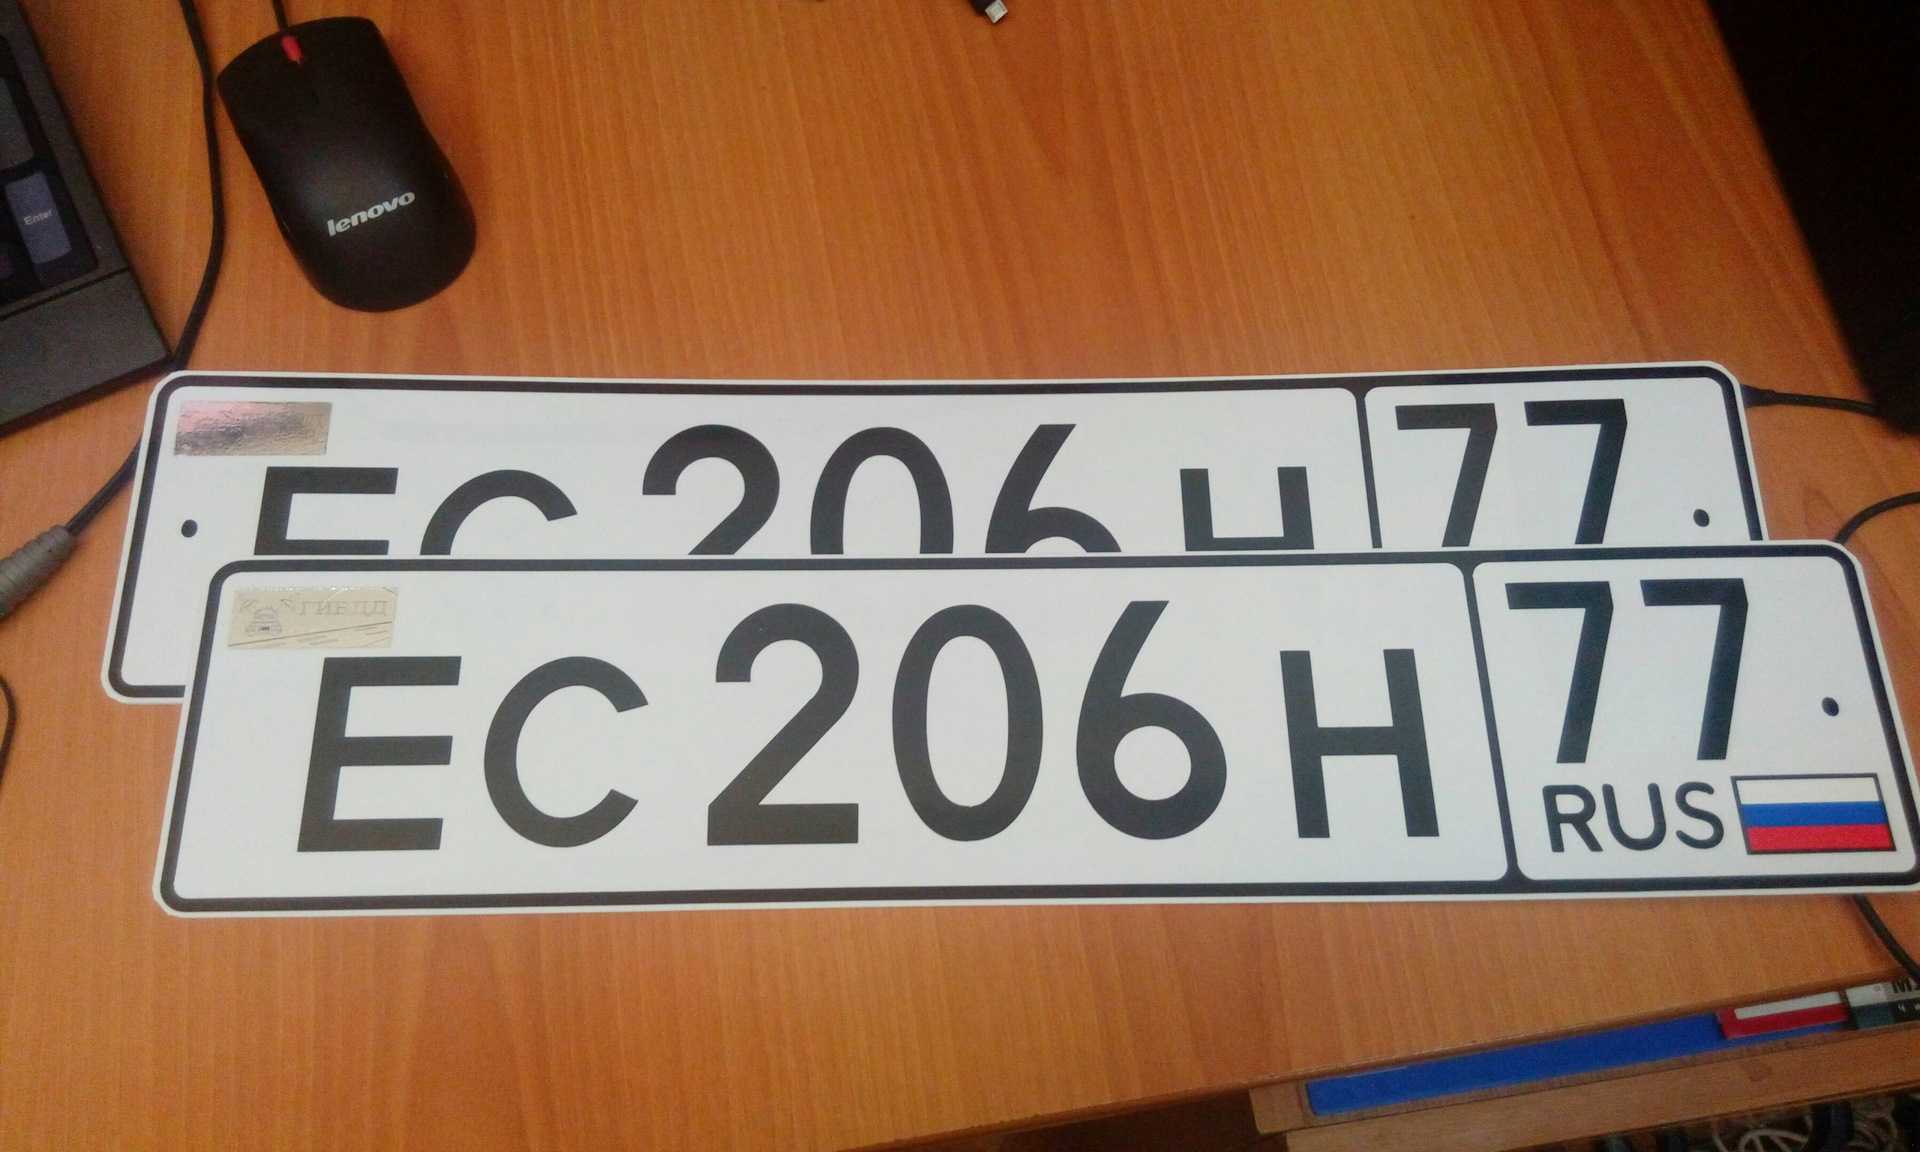 Enter
lenovo
ЕС 206 Н 77
ГИБДД
ЕС 206 Н 77
RUS